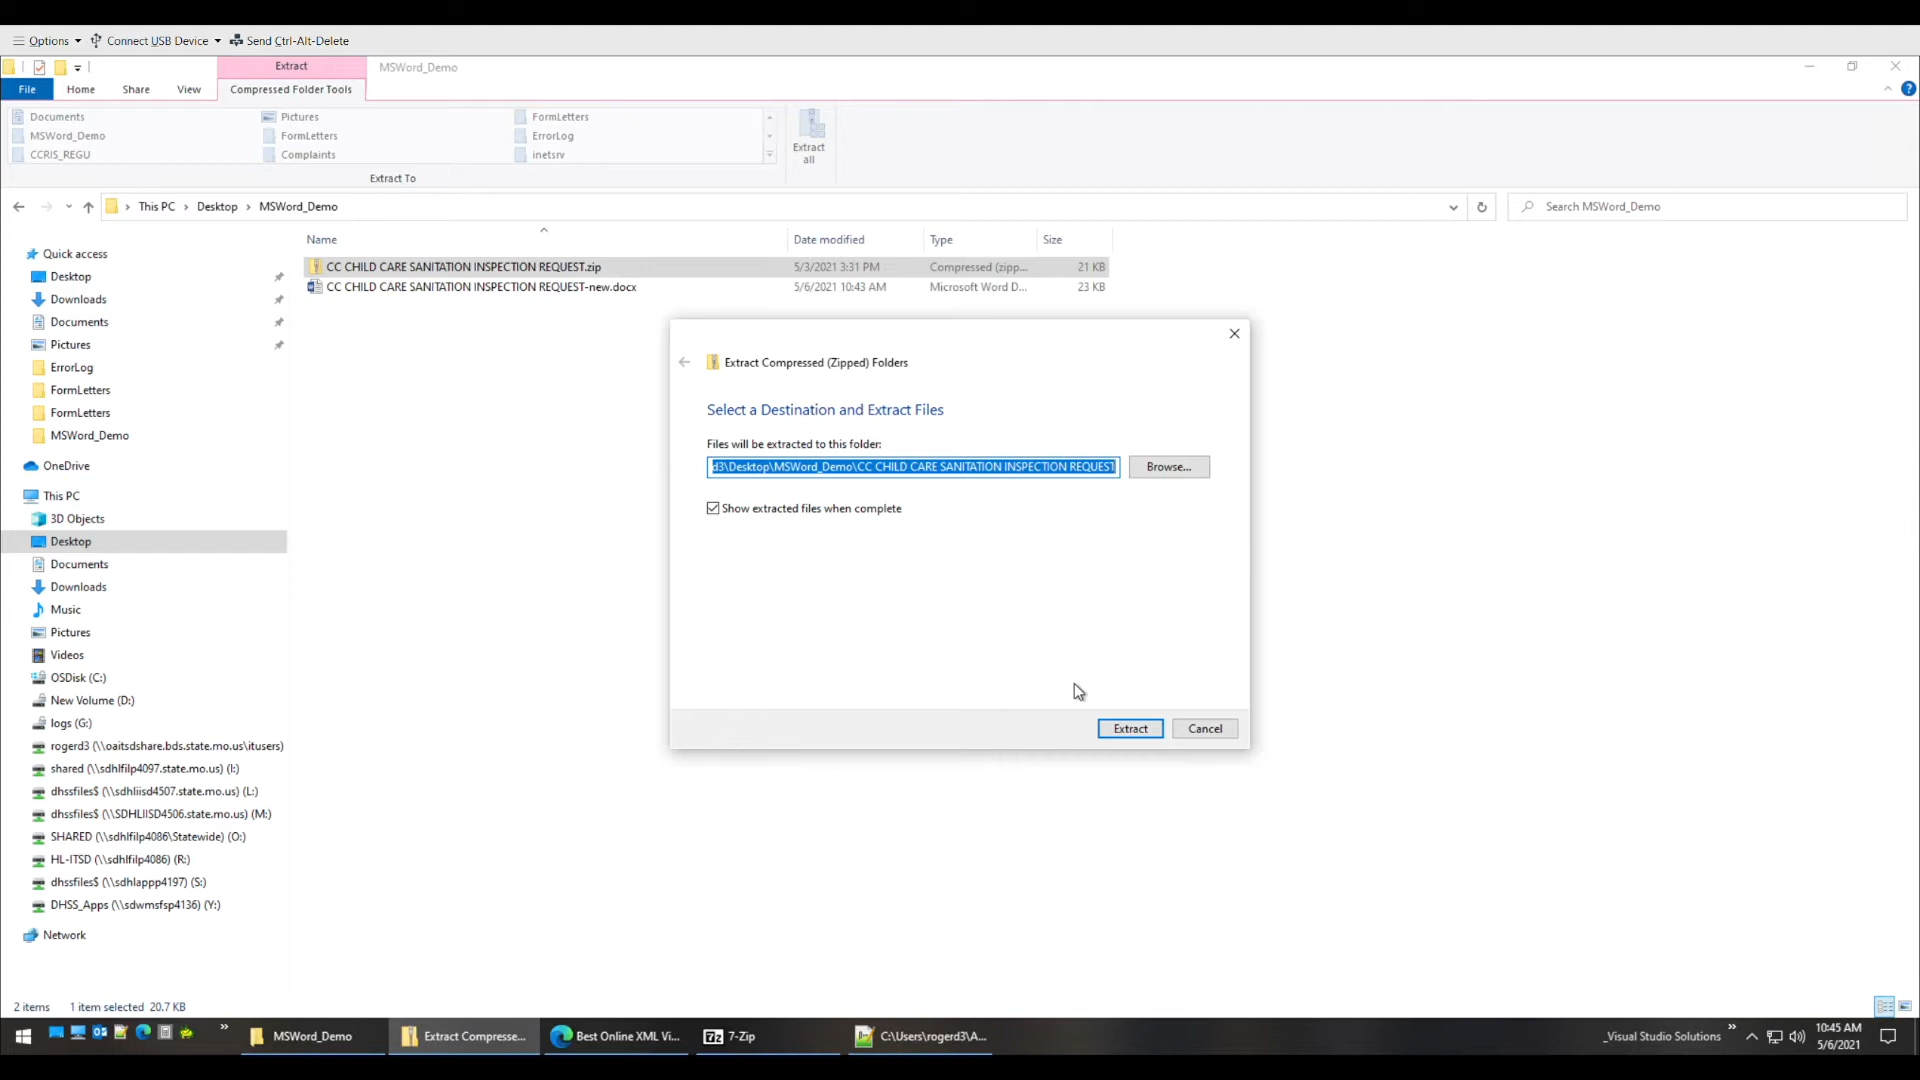 Options Connect USB Device Send Ctrl-Alt-Delete
Extract MSWord_Demo
File Home Share View Compressed Folder Tools
Documents Pictures FormLetters
MSWord_Demo FormLetters ErrorLog
CCRIS_REGU Complaints inetsrv
Extract all
Extract To
This PC Desktop MSWord_Demo Search MSWord_Demo
Name Date modified Type Size
CC CHILD CARE SANITATION INSPECTION REQUEST.zip 5/3/2021 3:31 PM Compressed (zipp... 21 KB
CC CHILD CARE SANITATION INSPECTION REQUEST-new.docx 5/6/2021 10:43 AM Microsoft Word D... 23 KB
Quick access
Desktop
Downloads
Documents
Pictures
ErrorLog
FormLetters
FormLetters
MSWord_Demo
OneDrive
This PC
3D Objects
Desktop
Documents
Downloads
Music
Pictures
Videos
OSDisk (C:)
New Volume (D:)
logs (G:)
rogerd3 (\\oaitsdshare.bds.state.mo.us\itusers)
shared (\\sdhlfilp4097.state.mo.us) (I:)
dhssfiles$ (\\sdhliisd4507.state.mo.us) (L:)
dhssfiles$ (\\SDHLIISD4506.state.mo.us) (M:)
SHARED (\\sdhlfilp4086\Statewide) (O:)
HL-ITSD (\\sdhlfilp4086) (R:)
dhssfiles$ (\\sdhlappp4197) (S:)
DHSS_Apps (\\sdwmsfsp4136) (Y:)
Network
Extract Compressed (Zipped) Folders
Select a Destination and Extract Files
Files will be extracted to this folder:
d3\Desktop\MSWord_Demo\CC CHILD CARE SANITATION INSPECTION REQUEST Browse...
Show extracted files when complete
Extract Cancel
2 items 1 item selected 20.7 KB
MSWord_Demo Extract Compresse... Best Online XML Vi... 7z 7-Zip C:\Users\rogerd3\A... _Visual Studio Solutions 10:45 AM
5/6/2021